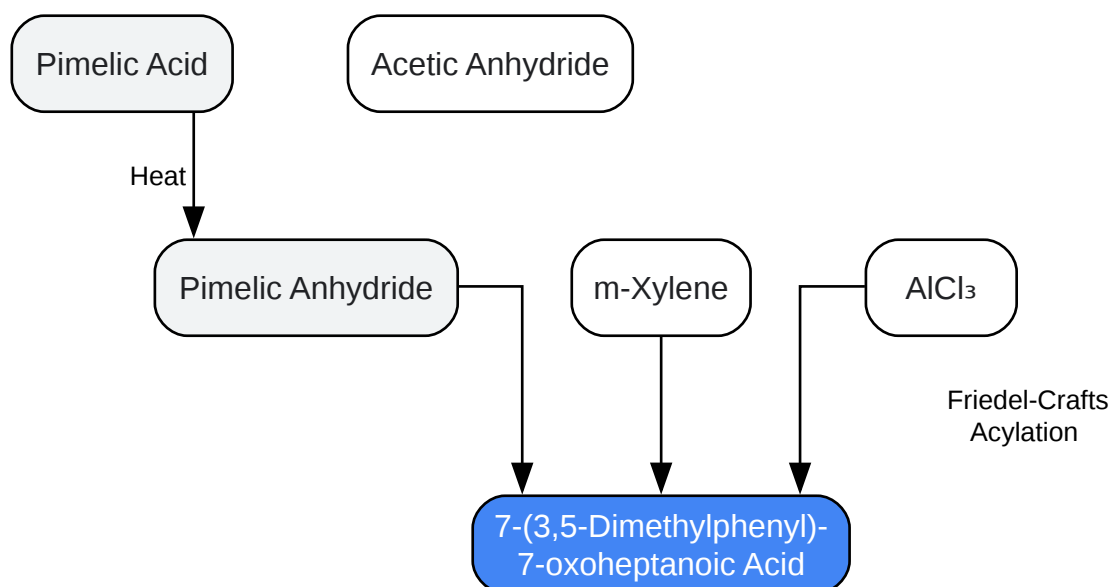 Pimelic Acid
Acetic Anhydride
Heat
Pimelic Anhydride
m-Xylene
AlCl₃
Friedel-Crafts
Acylation
7-(3,5-Dimethylphenyl)-
7-oxoheptanoic Acid